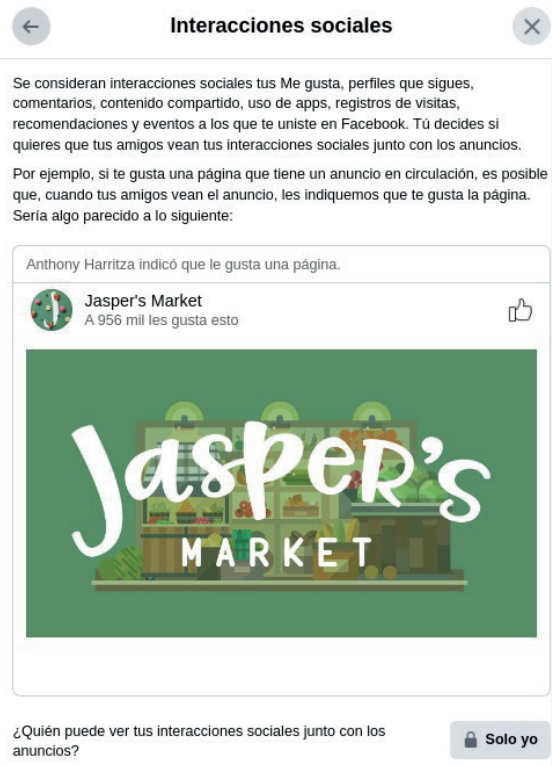 Interacciones sociales
Se consideran interacciones sociales tus Me gusta, perfiles que sigues,
comentarios, contenido compartido, uso de apps, registros de visitas,
recomendaciones y eventos a los que te uniste en Facebook. Tú decides si
quieres que tus amigos vean tus interacciones sociales junto con los anuncios.
Por ejemplo, si te gusta una página que tiene un anuncio en circulación, es posible
que, cuando tus amigos vean el anuncio, les indiquemos que te gusta la página.
Sería algo parecido a lo siguiente:
Anthony Harritza indicó que le gusta una página.
Jasper's Market
A 956 mil les gusta esto
Jasper's
MARKET
¿Quién puede ver tus interacciones sociales junto con los
anuncios?
Solo yo